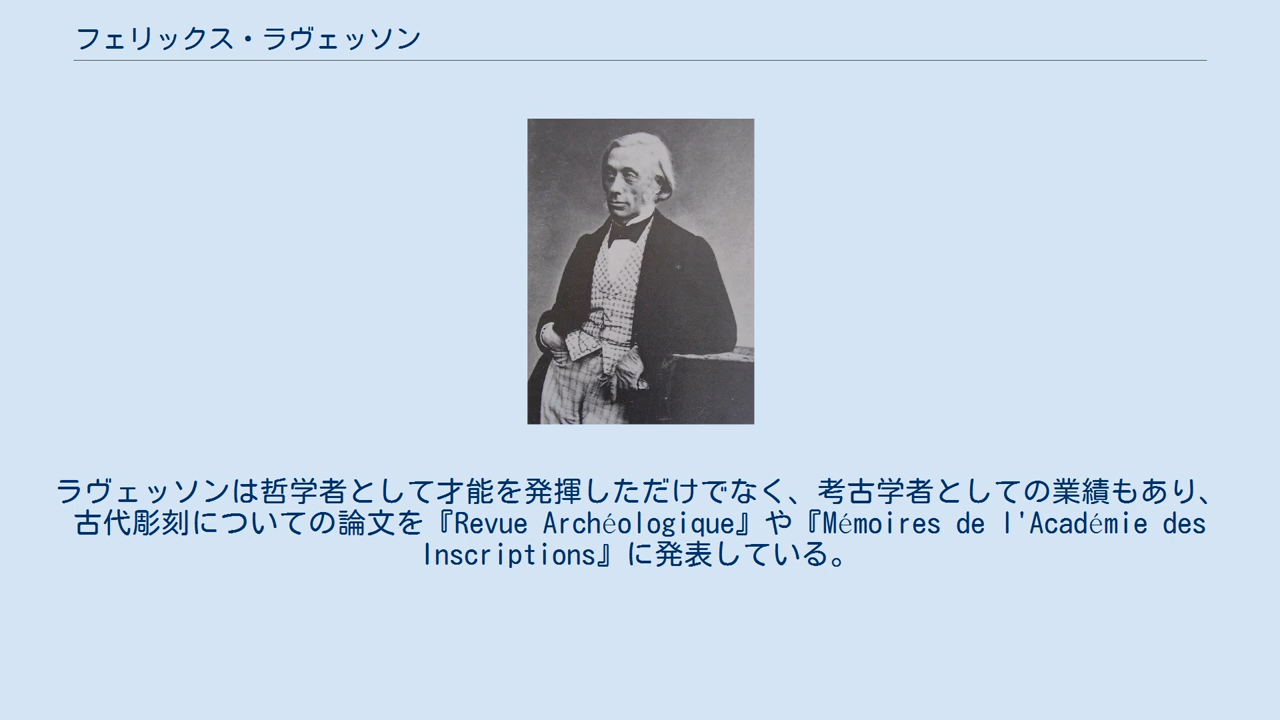 フェリックス・ラヴェッソン
ラヴェッソンは哲学者として才能を発揮しただけでなく、考古学者としての業績もあり、
古代彫刻についての論文を『Revue Archéologique』や『Mémoires de l'Académie des
Inscriptions』に発表している。